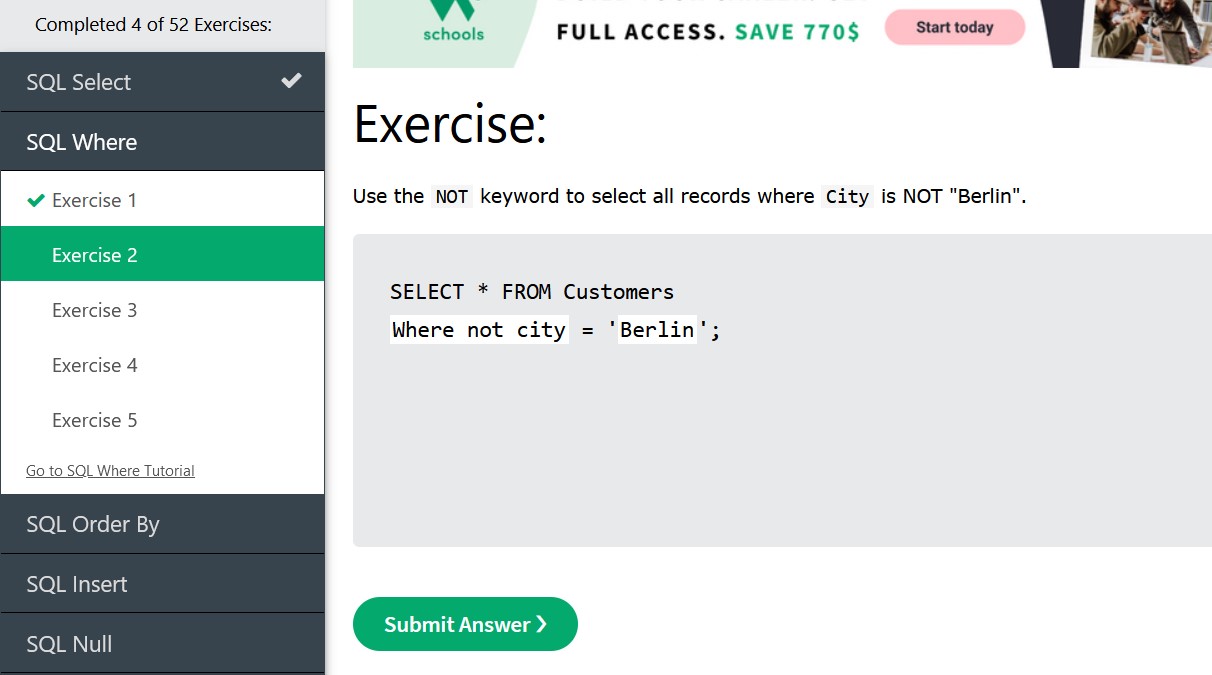 Completed 4 of 52 Exercises:
SQL Select
SQL Where
Exercise 1
Exercise 2
Exercise 3
Exercise 4
Exercise 5
Go to SQL Where Tutorial
SQL Order By
SQL Insert
SQL Null
schools
FULL ACCESS. SAVE 770$
Start today
Exercise:
Use the NOT keyword to select all records where City is NOT "Berlin".
SELECT * FROM Customers
Where not city = 'Berlin';
Submit Answer ❯